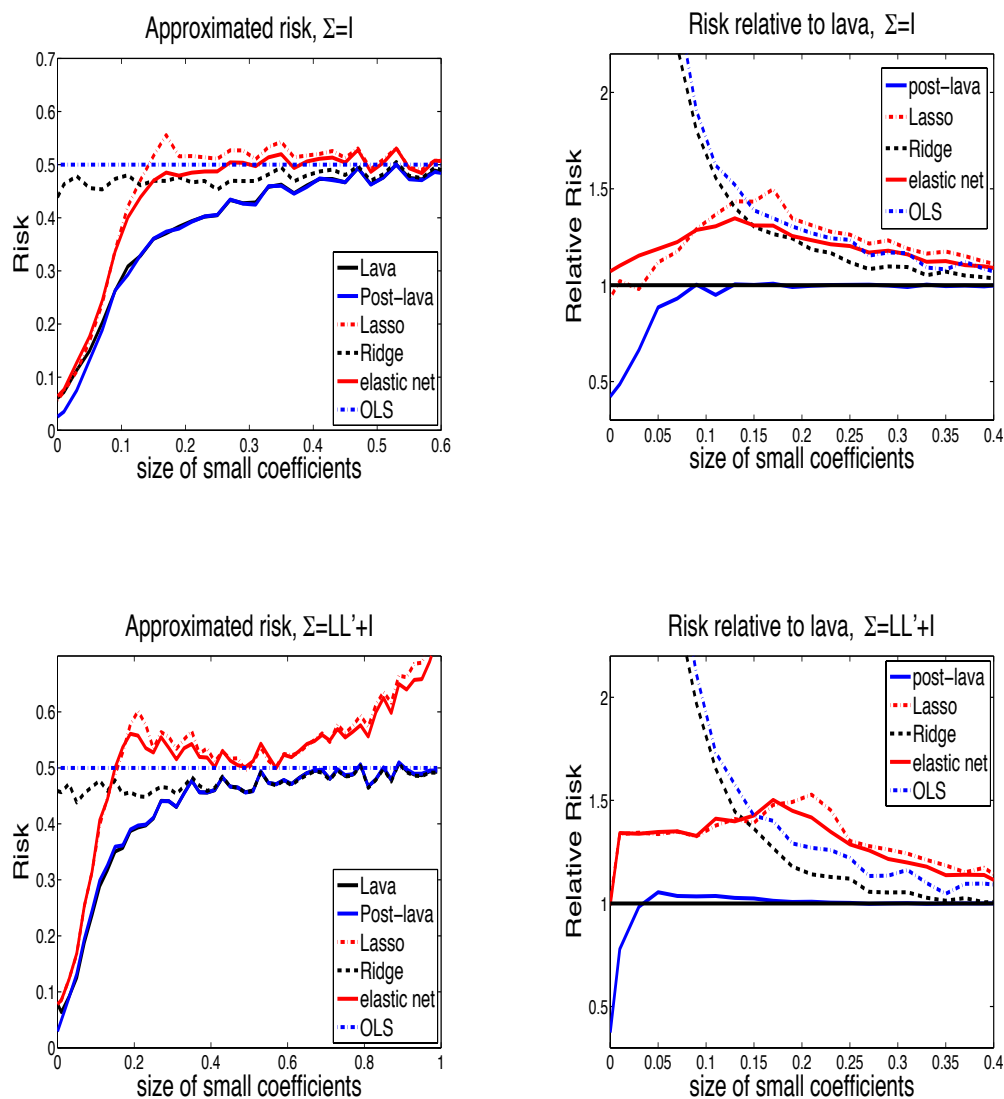 Approximated risk, Σ=I
0.7
0.6
0.5
0.4
0.3
0.2
0.1
0
Risk
Lava
Post-lava
Lasso
Ridge
elastic net
OLS
0 0.1 0.2 0.3 0.4 0.5 0.6
size of small coefficients
Risk relative to lava, Σ=I
2
1.5
1
0.5
Relative Risk
post-lava
Lasso
Ridge
elastic net
OLS
0 0.05 0.1 0.15 0.2 0.25 0.3 0.35 0.4
size of small coefficients
Approximated risk, Σ=LL'+I
0.6
0.5
0.4
0.3
0.2
0.1
0
Risk
Lava
Post-lava
Lasso
Ridge
elastic net
OLS
0 0.2 0.4 0.6 0.8 1
size of small coefficients
Risk relative to lava, Σ=LL'+I
2
1.5
1
0.5
Relative Risk
post-lava
Lasso
Ridge
elastic net
OLS
0 0.05 0.1 0.15 0.2 0.25 0.3 0.35 0.4
size of small coefficients